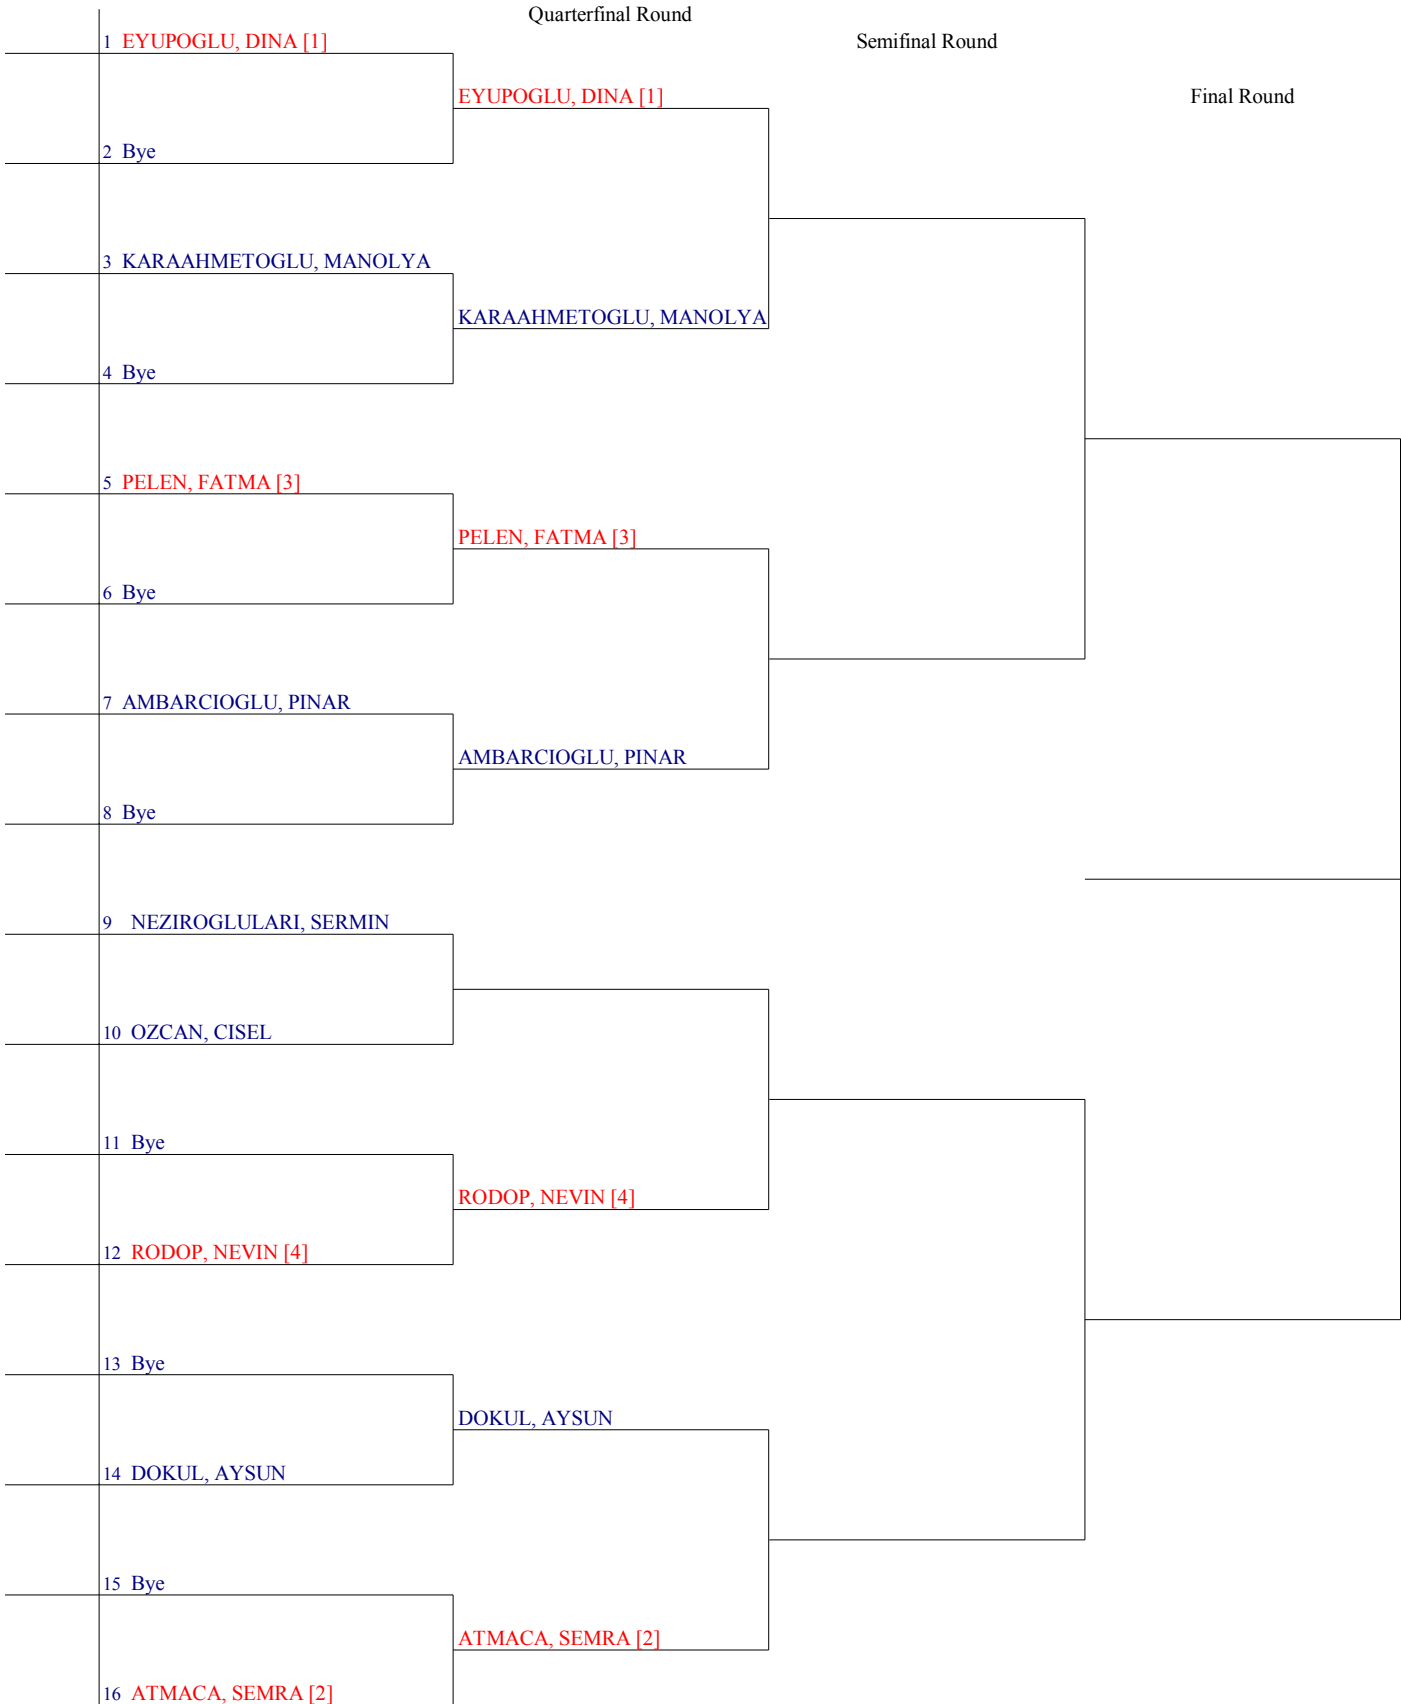 Quarterfinal Round
1 EYUPOGLU, DINA [1]
Semifinal Round
EYUPOGLU, DINA [1]
Final Round
2 Bye
3 KARAAHMETOGLU, MANOLYA
KARAAHMETOGLU, MANOLYA
4 Bye
5 PELEN, FATMA [3]
PELEN, FATMA [3]
6 Bye
7 AMBARCIOGLU, PINAR
AMBARCIOGLU, PINAR
8 Bye
9 NEZIROGLULARI, SERMIN
10 OZCAN, CISEL
11 Bye
RODOP, NEVIN [4]
12 RODOP, NEVIN [4]
13 Bye
DOKUL, AYSUN
14 DOKUL, AYSUN
15 Bye
ATMACA, SEMRA [2]
16 ATMACA, SEMRA [2]